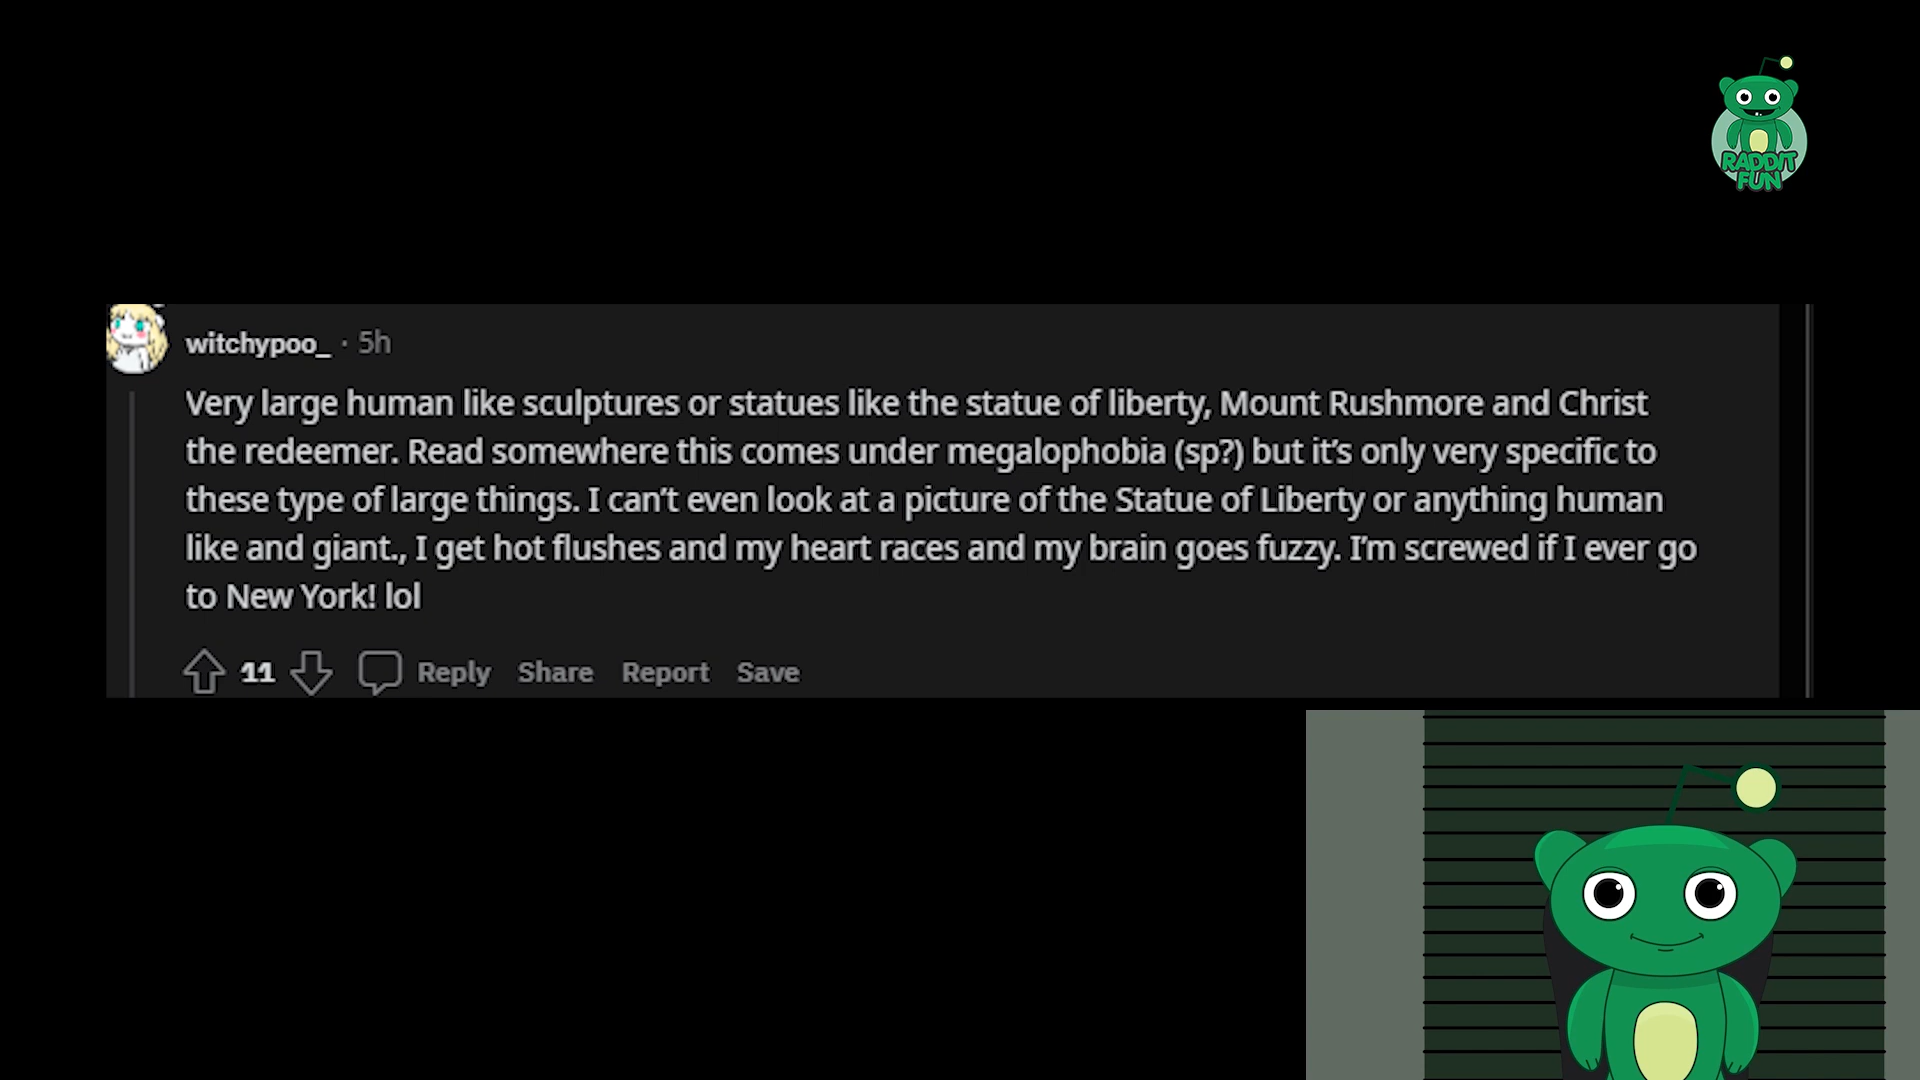 RADDIT
FUN
witchypoo_ · 5h
Very large human like sculptures or statues like the statue of liberty, Mount Rushmore and Christ
the redeemer. Read somewhere this comes under megalophobia (sp?) but it’s only very specific to
these type of large things. I can’t even look at a picture of the Statue of Liberty or anything human
like and giant., I get hot flushes and my heart races and my brain goes fuzzy. I’m screwed if I ever go
to New York! lol
11 Reply Share Report Save